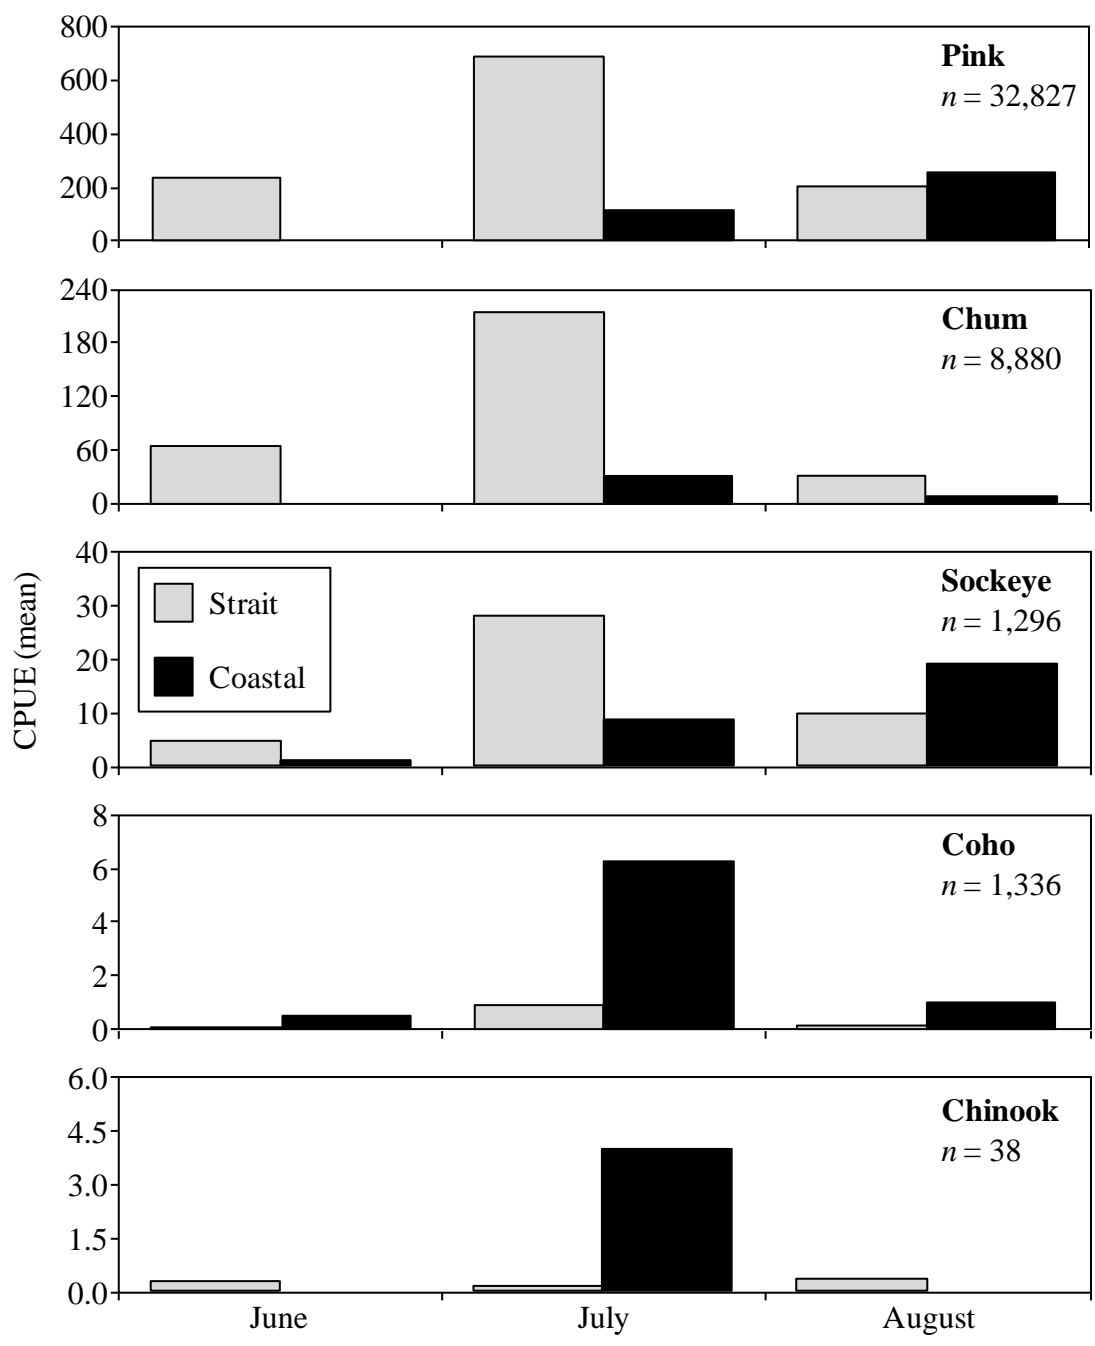 800
600
400
200
0
Pink
n = 32,827
240
180
120
60
0
Chum
n = 8,880
CPUE (mean)
40
30
20
10
0
Strait
Coastal
Sockeye
n = 1,296
8
6
4
2
0
Coho
n = 1,336
6.0
4.5
3.0
1.5
0.0
Chinook
n = 38
June July August